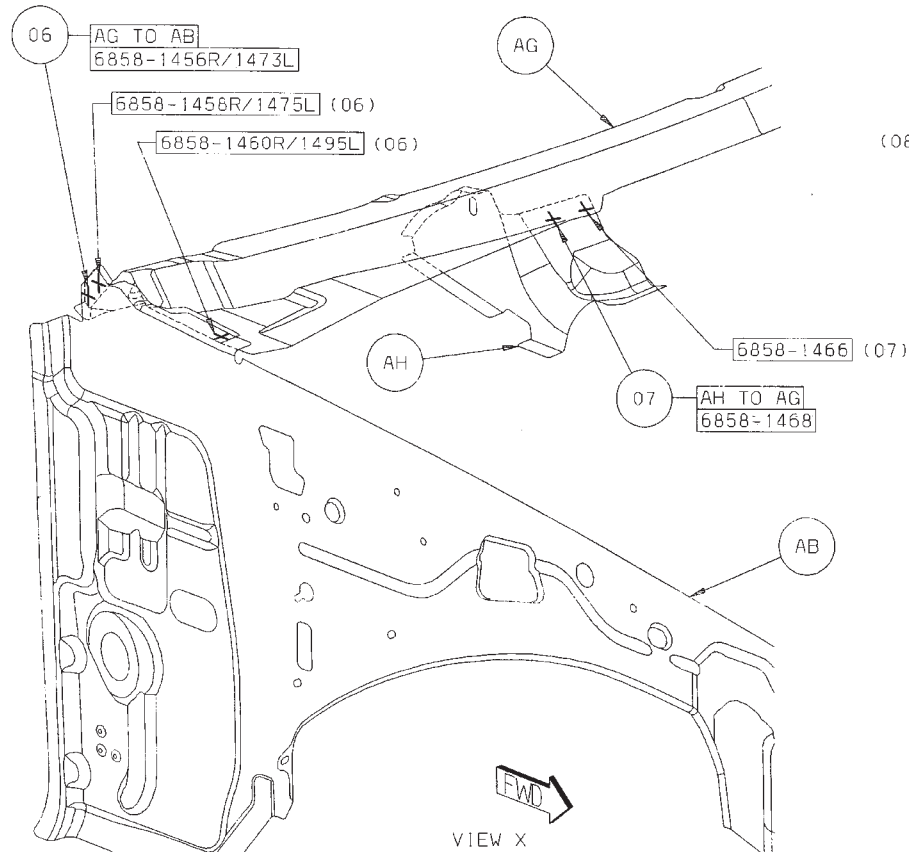 06
AG TO AB
6858-1456R/1473L
6858-1458R/1475L (06)
6858-1460R/1495L (06)
AG
(08
AH
6858-1466 (07)
07
AH TO AG
6858-1468
AB
FWD
VIEW X